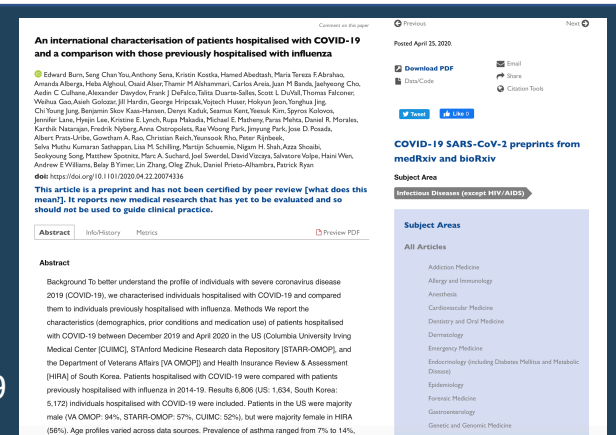 Comment on this paper
An international characterisation of patients hospitalised with COVID-19
and a comparison with those previously hospitalised with influenza
Edward Burn, Seng Chan You, Anthony Sena, Kristin Kostka, Hamed Abedtash, Maria Tereza F. Abrahao,
Amanda Alberga, Heba Alghoul, Osaid Alser, Thamir M Alshammari, Carlos Areia, Juan M Banda, Jaehyeong Cho,
Aedin C Culhane, Alexander Davydov, Frank J DeFalco, Talita Duarte-Salles, Scott L DuVall, Thomas Falconer,
Weihua Gao, Asieh Golozar, Jill Hardin, George Hripcsak, Vojtech Huser, Hokyun Jeon, Yonghua Jing,
Chi Young Jung, Benjamin Skov Kaas-Hansen, Denys Kaduk, Seamus Kent, Yeesuk Kim, Spyros Kolovos,
Jennifer Lane, Hyejin Lee, Kristine E. Lynch, Rupa Makadia, Michael E. Matheny, Paras Mehta, Daniel R. Morales,
Karthik Natarajan, Fredrik Nyberg, Anna Ostropolets, Rae Woong Park, Jimyung Park, Jose D. Posada,
Albert Prats-Uribe, Gowtham A. Rao, Christian Reich, Yeunsook Rho, Peter Rijnbeek,
Selva Muthu Kumaran Sathappan, Lisa M. Schilling, Martijn Schuemie, Nigam H. Shah, Azza Shoaibi,
Seokyoung Song, Matthew Spotnitz, Marc A. Suchard, Joel Swerdel, David Vizcaya, Salvatore Volpe, Haini Wen,
Andrew E Williams, Belay B Yimer, Lin Zhang, Oleg Zhuk, Daniel Prieto-Alhambra, Patrick Ryan
doi: https://doi.org/10.1101/2020.04.22.20074336
This article is a preprint and has not been certified by peer review [what does this
mean?]. It reports new medical research that has yet to be evaluated and so
should not be used to guide clinical practice.
Abstract Info/History Metrics Preview PDF
Abstract
Background To better understand the profile of individuals with severe coronavirus disease
2019 (COVID-19), we characterised individuals hospitalised with COVID-19 and compared
them to individuals previously hospitalised with influenza. Methods We report the
characteristics (demographics, prior conditions and medication use) of patients hospitalised
with COVID-19 between December 2019 and April 2020 in the US (Columbia University Irving
Medical Center [CUIMC], STAnford Medicine Research data Repository [STARR-OMOP], and
the Department of Veterans Affairs [VA OMOP]) and Health Insurance Review & Assessment
[HIRA] of South Korea. Patients hospitalised with COVID-19 were compared with patients
previously hospitalised with influenza in 2014-19. Results 6,806 (US: 1,634, South Korea:
5,172) individuals hospitalised with COVID-19 were included. Patients in the US were majority
male (VA OMOP: 94%, STARR-OMOP: 57%, CUIMC: 52%), but were majority female in HIRA
(56%). Age profiles varied across data sources. Prevalence of asthma ranged from 7% to 14%,
9
Previous Next
Posted April 25, 2020.
Download PDF
Data/Code
Email
Share
Citation Tools
Tweet Like 0
COVID-19 SARS-CoV-2 preprints from
medRxiv and bioRxiv
Subject Area
Infectious Diseases (except HIV/AIDS)
Subject Areas
All Articles
Addiction Medicine
Allergy and Immunology
Anesthesia
Cardiovascular Medicine
Dentistry and Oral Medicine
Dermatology
Emergency Medicine
Endocrinology (including Diabetes Mellitus and Metabolic
Disease)
Epidemiology
Forensic Medicine
Gastroenterology
Genetic and Genomic Medicine